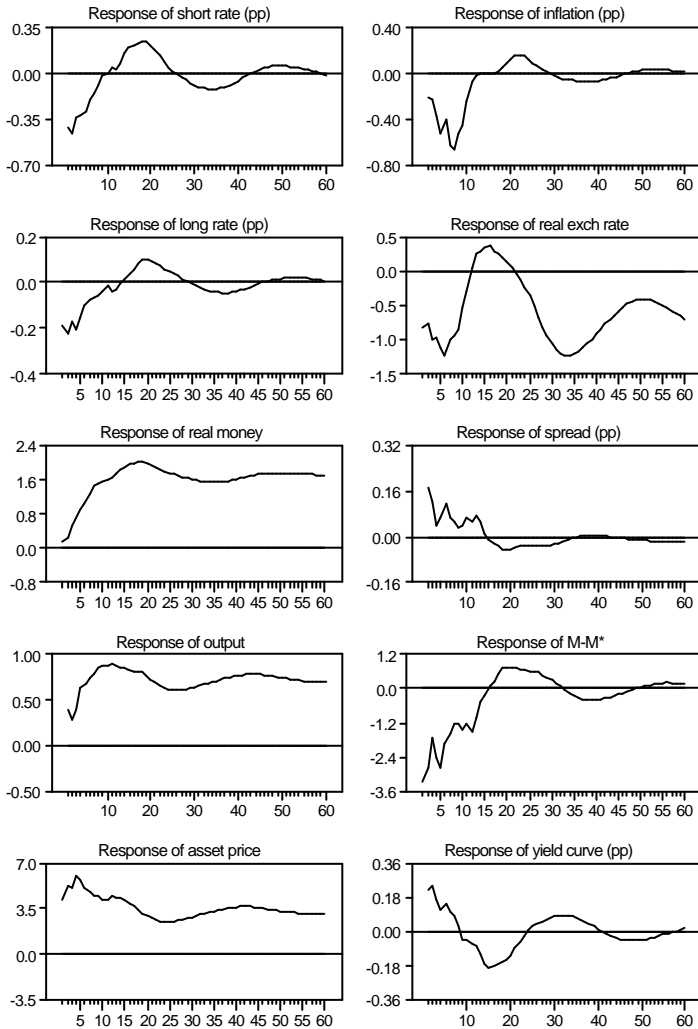 Response of short rate (pp)
0.35
0.00
-0.35
-0.70
10 20 30 40 50 60
Response of inflation (pp)
0.40
0.00
-0.40
-0.80
10 20 30 40 50 60
Response of long rate (pp)
0.2
0.0
-0.2
-0.4
5 10 15 20 25 30 35 40 45 50 55 60
Response of real exch rate
0.5
0.0
-0.5
-1.0
-1.5
5 10 15 20 25 30 35 40 45 50 55 60
Response of real money
2.4
1.6
0.8
0.0
-0.8
5 10 15 20 25 30 35 40 45 50 55 60
Response of spread (pp)
0.32
0.16
0.00
-0.16
10 20 30 40 50 60
Response of output
1.00
0.50
0.00
-0.50
10 20 30 40 50 60
Response of M-M*
1.2
0.0
-1.2
-2.4
-3.6
5 10 15 20 25 30 35 40 45 50 55 60
Response of asset price
7.0
3.5
0.0
-3.5
5 10 15 20 25 30 35 40 45 50 55 60
Response of yield curve (pp)
0.36
0.18
0.00
-0.18
-0.36
10 20 30 40 50 60